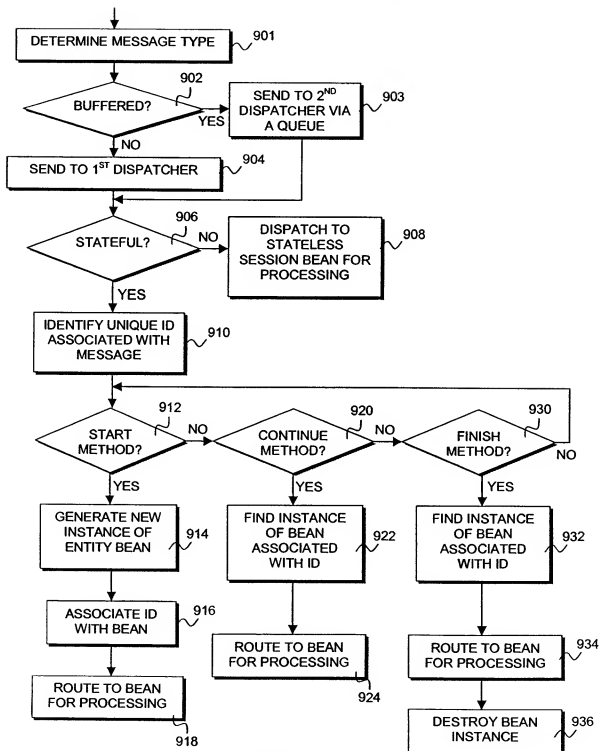 DETERMINE MESSAGE TYPE
901
BUFFERED?
902
YES
NO
SEND TO 2ND
DISPATCHER VIA
A QUEUE
903
SEND TO 1ST DISPATCHER
904
STATEFUL?
906
NO
YES
DISPATCH TO
STATELESS
SESSION BEAN FOR
PROCESSING
908
IDENTIFY UNIQUE ID
ASSOCIATED WITH
MESSAGE
910
START
METHOD?
912
NO
YES
CONTINUE
METHOD?
920
NO
YES
FINISH
METHOD?
930
NO
YES
GENERATE NEW
INSTANCE OF
ENTITY BEAN
914
FIND INSTANCE
OF BEAN
ASSOCIATED
WITH ID
922
FIND INSTANCE
OF BEAN
ASSOCIATED
WITH ID
932
ASSOCIATE ID
WITH BEAN
916
ROUTE TO BEAN
FOR PROCESSING
924
ROUTE TO BEAN
FOR PROCESSING
934
ROUTE TO BEAN
FOR PROCESSING
918
DESTROY BEAN
INSTANCE
936